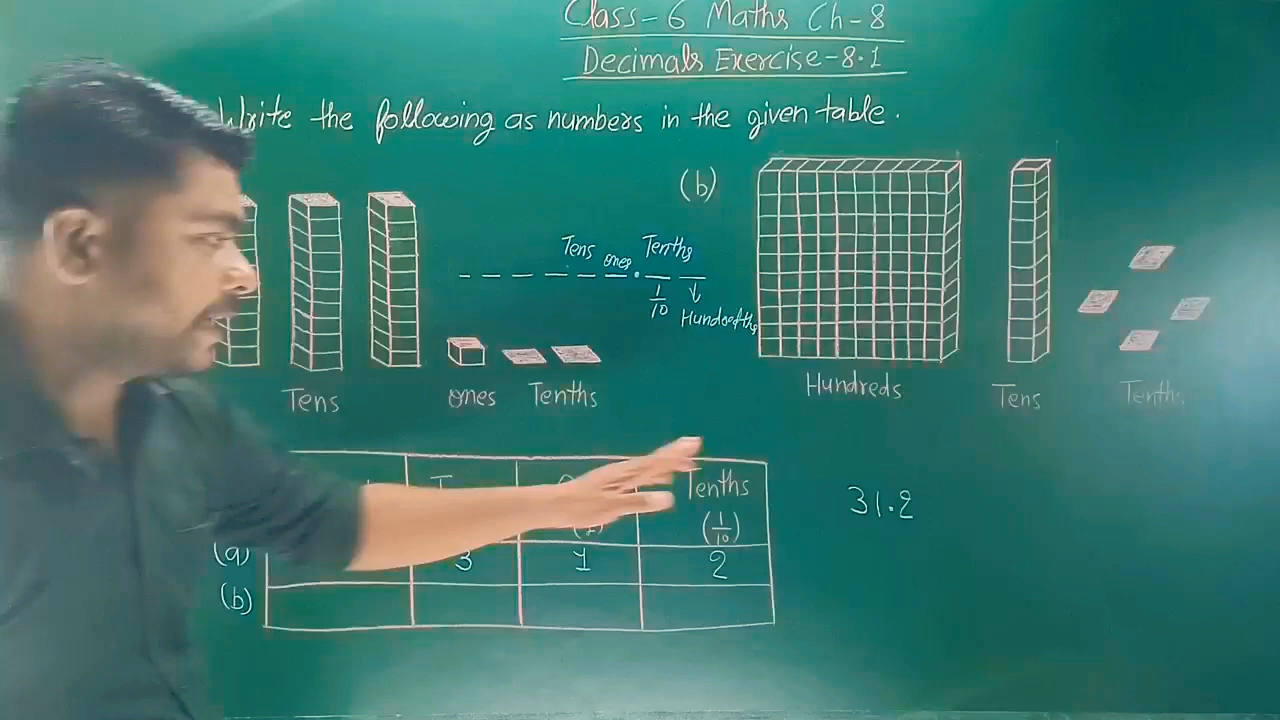 Class-6 Maths Ch-8
Decimals Exercise-8.1
Write the following as numbers in the given table.
(b)
Tens ones Tenths
1/10
Hundredths
Tens
ones
Tenths
Hundreds
Tens
Tenths
Tenths
(1/10)
(a) 3 1 2
(b)
31.2